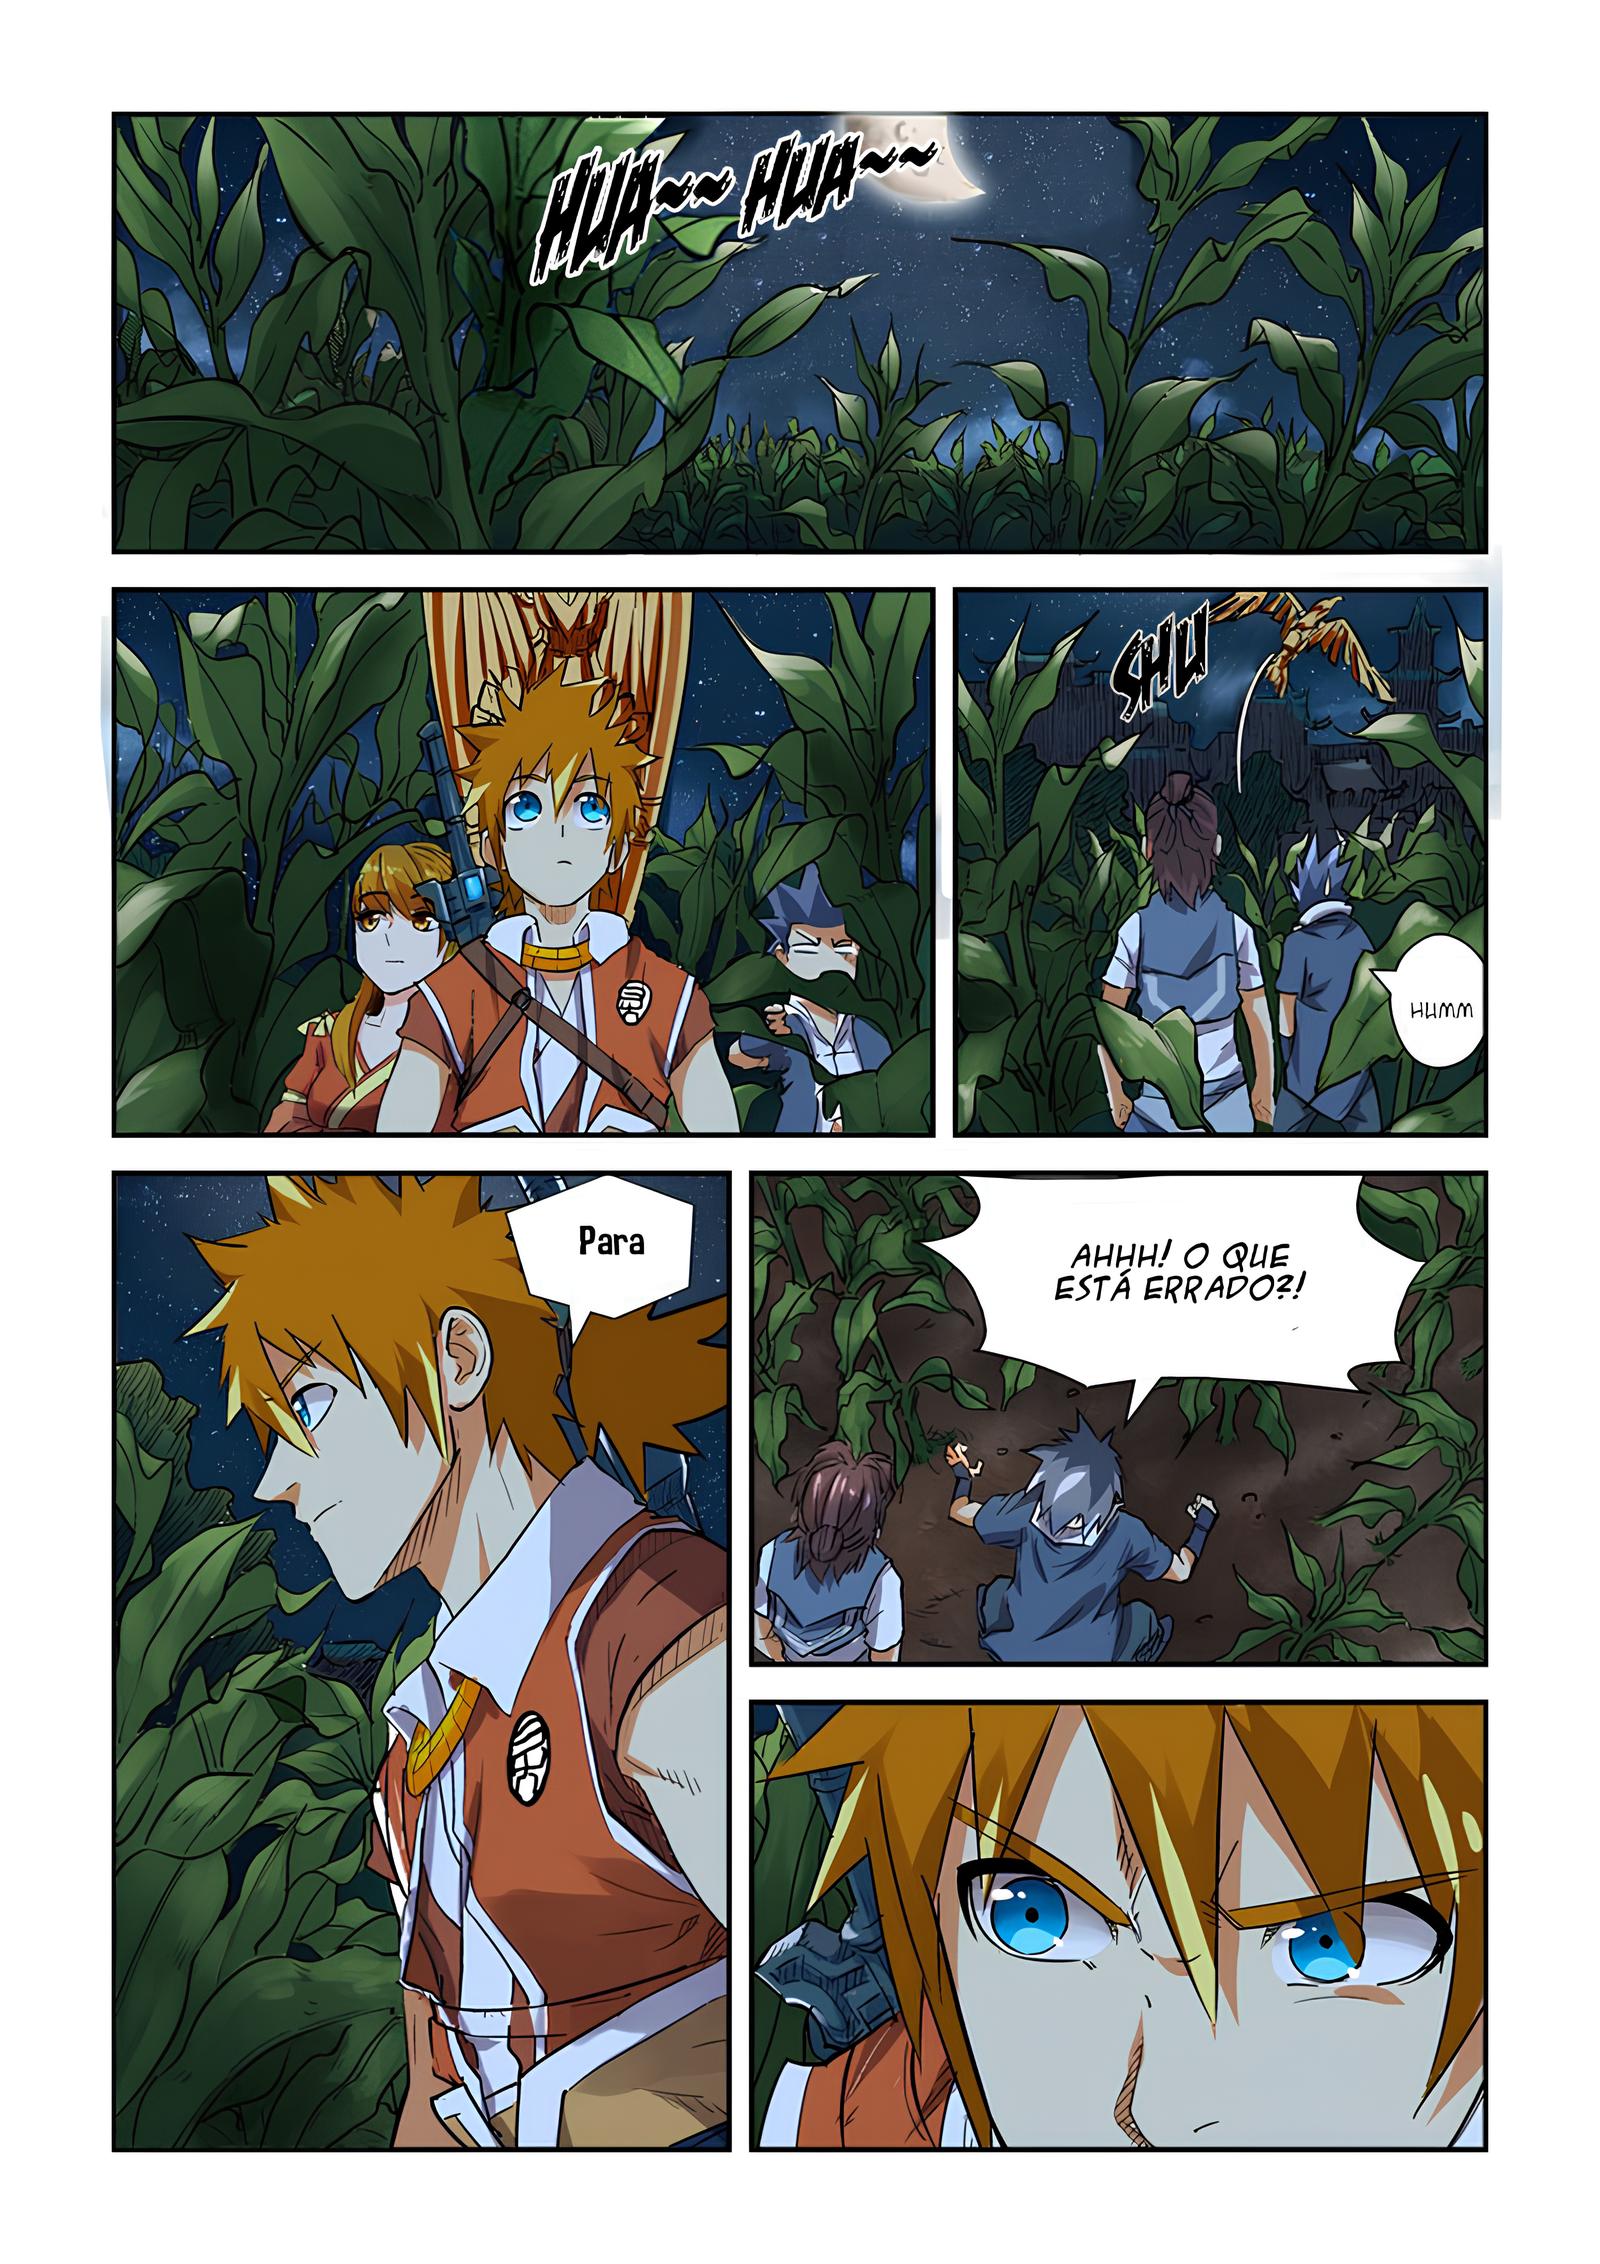 HUA~~ HUA~~
SHU
HUMM
Para
AHHH! O QUE
ESTÁ ERRADO?!